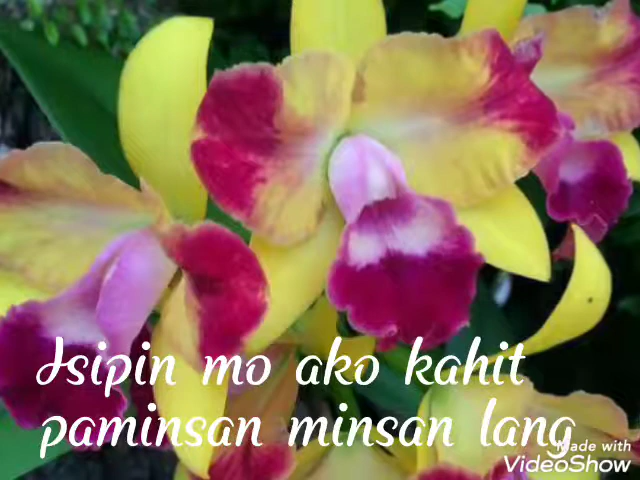 Isipin mo ako kahit
paminsan minsan lang
Made with
VideoShow